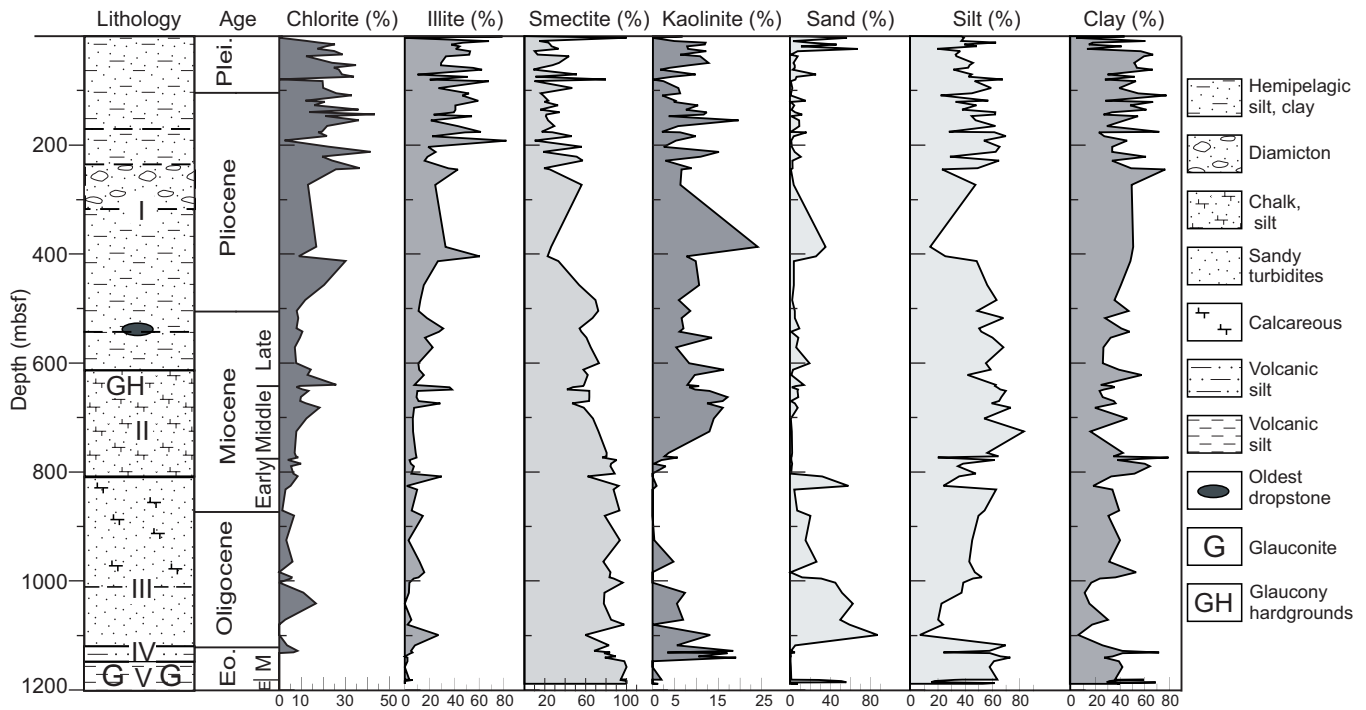 Lithology Age Chlorite (%) Illite (%) Smectite (%) Kaolinite (%) Sand (%) Silt (%) Clay (%)
Depth (mbsf)
200
400
600
800
1000
1200
I
GH
II
III
IV
G V G
Plei.
Pliocene
Miocene
Late
Middle
Early
Oligocene
Eo.
M
E
0 10 30 50
0 20 40 60 80
20 60 100
0 5 15 25
0 40 80
0 40 80
0 20 40 60 80
Hemipelagic
silt, clay
Diamicton
Chalk,
silt
Sandy
turbidites
Calcareous
Volcanic
silt
Volcanic
silt
Oldest
dropstone
G Glauconite
GH Glaucony
hardgrounds